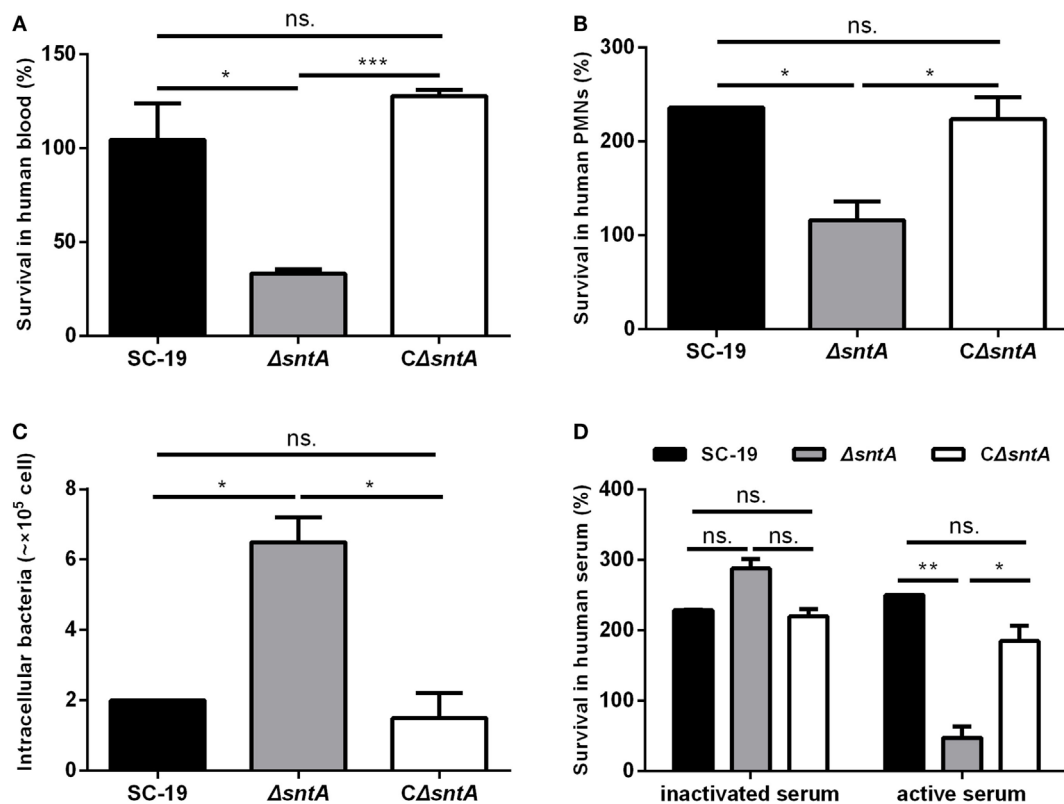 A
ns.
*
***
Survival in human blood (%)
150
100
50
0
SC-19
ΔsntA
CΔsntA
B
ns.
*
*
Survival in human PMNs (%)
300
200
100
0
SC-19
ΔsntA
CΔsntA
C
ns.
*
*
Intracellular bacteria (~×10⁵ cell)
8
6
4
2
0
SC-19
ΔsntA
CΔsntA
D
SC-19
ΔsntA
CΔsntA
ns.
ns.
ns.
ns.
**
*
Survival in huuman serum (%)
400
300
200
100
0
inactivated serum
active serum